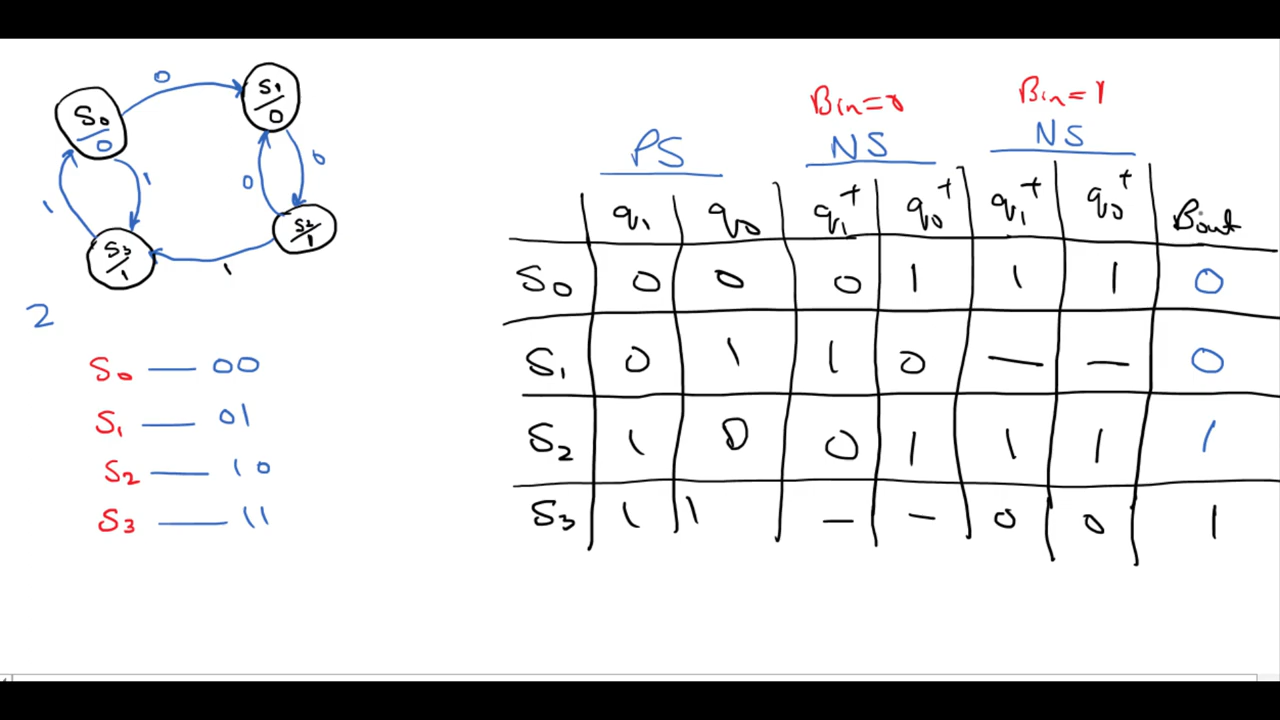 0
S0/0
S1/0
1
0
0
1
S3/1
S2/1
1
2
S0 — 00
S1 — 01
S2 — 10
S3 — 11
Bin=0 Bin=1
PS NS NS
q1 q0 q1+ q0+ q1+ q0+ Bout
S0 0 0 0 1 1 1 0
S1 0 1 1 0 — — 0
S2 1 0 0 1 1 1 1
S3 1 1 – – 0 0 1